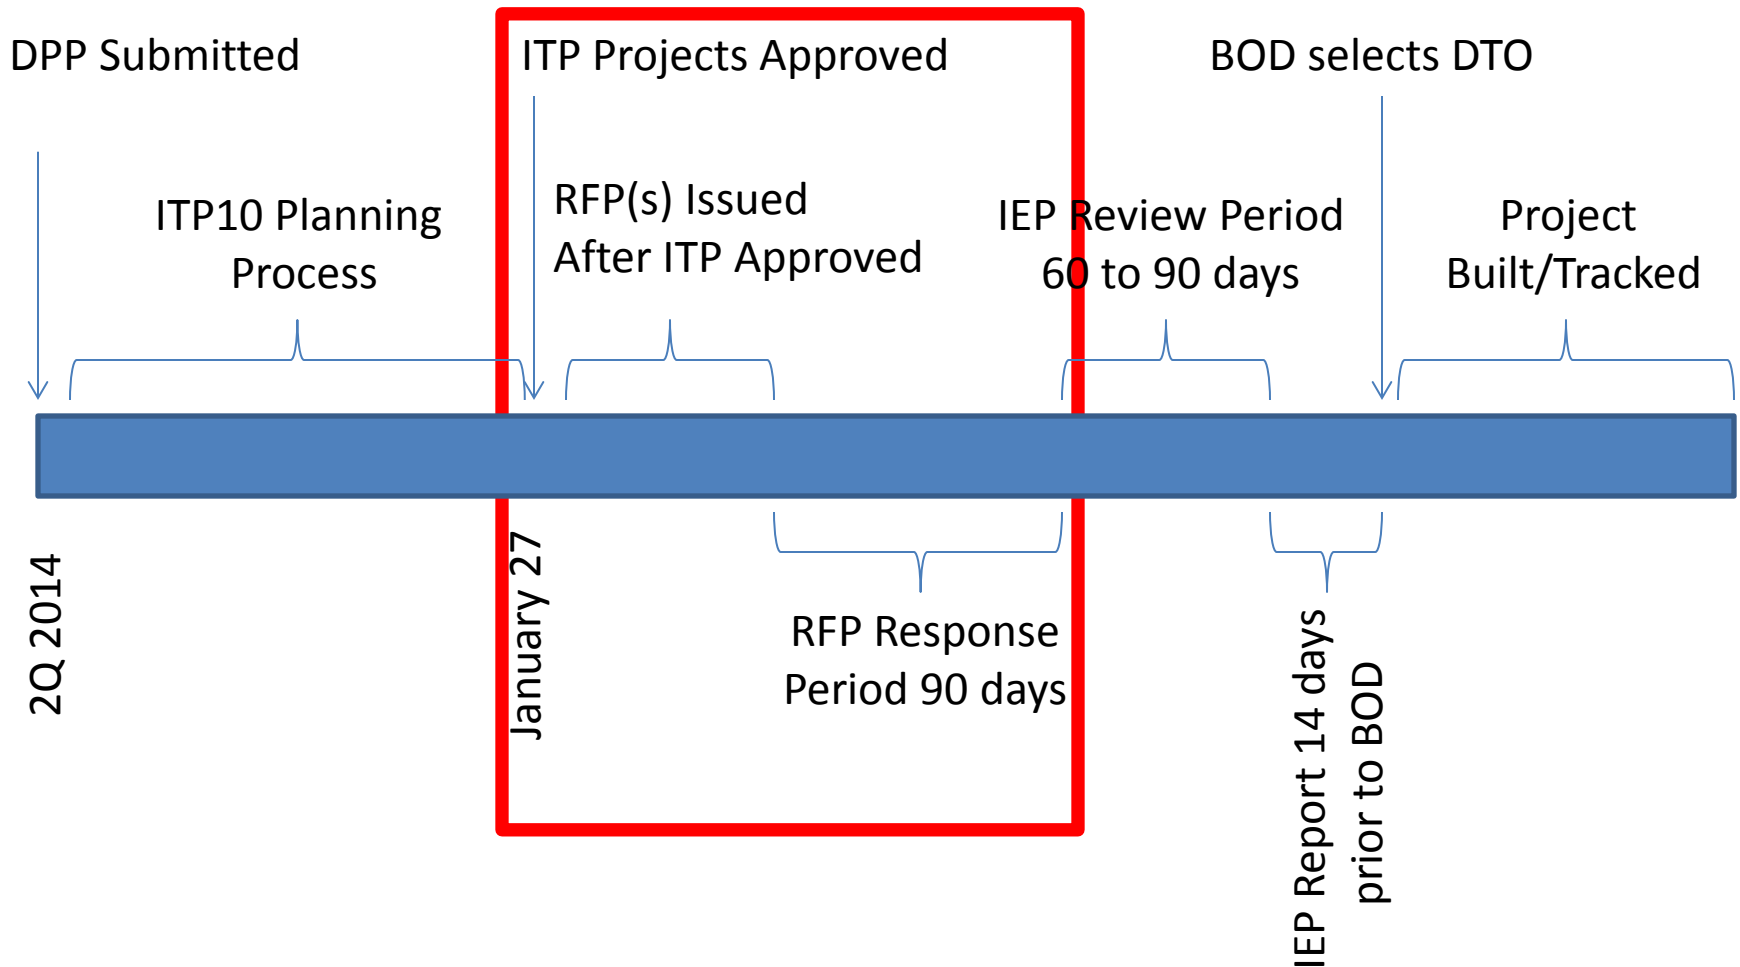 DPP Submitted
ITP Projects Approved
BOD selects DTO
ITP10 Planning
Process
RFP(s) Issued
After ITP Approved
IEP Review Period
60 to 90 days
Project
Built/Tracked
2Q 2014
January 27
RFP Response
Period 90 days
IEP Report 14 days
prior to BOD